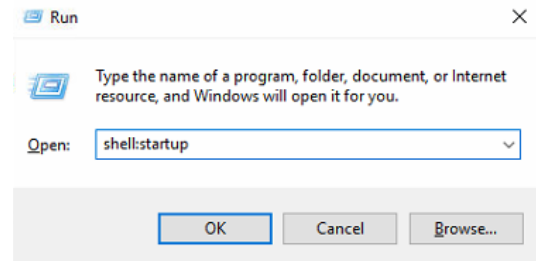 Run
Type the name of a program, folder, document, or Internet
resource, and Windows will open it for you.
Open: shell:startup
OK Cancel Browse...